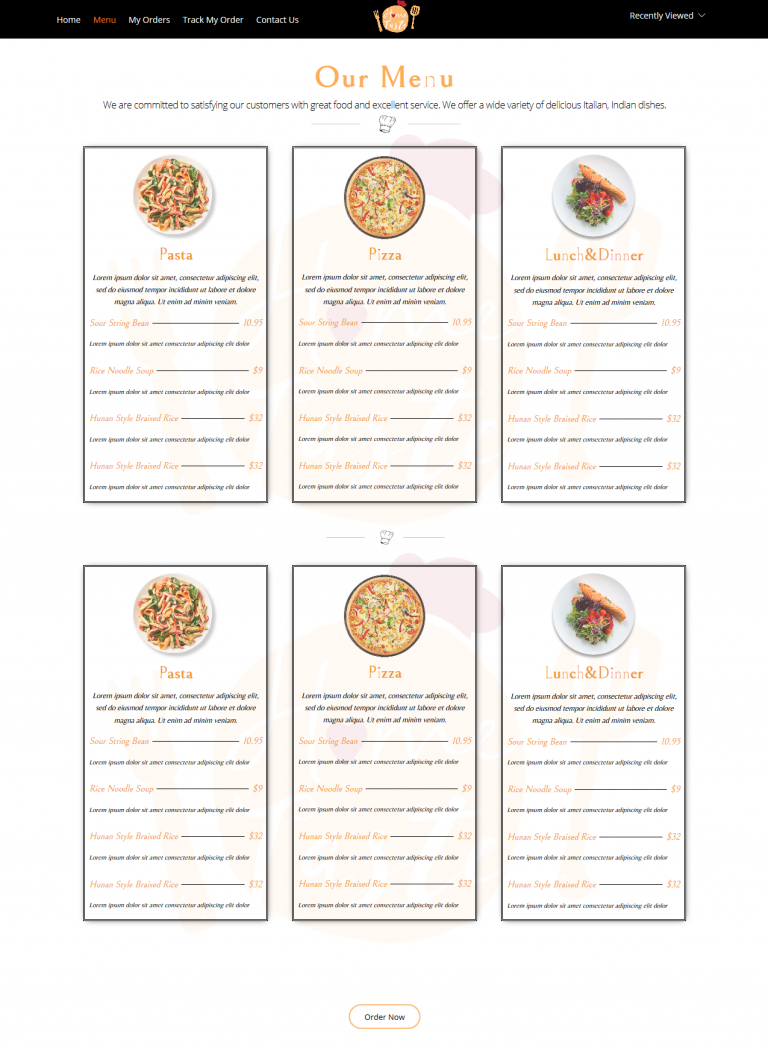 Home Menu My Orders Track My Order Contact Us
Recently Viewed
Our Menu
We are committed to satisfying our customers with great food and excellent service. We offer a wide variety of delicious Italian, Indian dishes.
Pasta
Lorem ipsum dolor sit amet, consectetur adipiscing elit,
sed do eiusmod tempor incididunt ut labore et dolore
magna aliqua. Ut enim ad minim veniam.
Sour String Bean 10.95
Lorem ipsum dolor sit amet consectetur adipiscing elit dolor
Rice Noodle Soup $9
Lorem ipsum dolor sit amet consectetur adipiscing elit dolor
Hunan Style Braised Rice $32
Lorem ipsum dolor sit amet consectetur adipiscing elit dolor
Hunan Style Braised Rice $32
Lorem ipsum dolor sit amet consectetur adipiscing elit dolor
Pizza
Lorem ipsum dolor sit amet, consectetur adipiscing elit,
sed do eiusmod tempor incididunt ut labore et dolore
magna aliqua. Ut enim ad minim veniam.
Sour String Bean 10.95
Lorem ipsum dolor sit amet consectetur adipiscing elit dolor
Rice Noodle Soup $9
Lorem ipsum dolor sit amet consectetur adipiscing elit dolor
Hunan Style Braised Rice $32
Lorem ipsum dolor sit amet consectetur adipiscing elit dolor
Hunan Style Braised Rice $32
Lorem ipsum dolor sit amet consectetur adipiscing elit dolor
Lunch&Dinner
Lorem ipsum dolor sit amet, consectetur adipiscing elit,
sed do eiusmod tempor incididunt ut labore et dolore
magna aliqua. Ut enim ad minim veniam.
Sour String Bean 10.95
Lorem ipsum dolor sit amet consectetur adipiscing elit dolor
Rice Noodle Soup $9
Lorem ipsum dolor sit amet consectetur adipiscing elit dolor
Hunan Style Braised Rice $32
Lorem ipsum dolor sit amet consectetur adipiscing elit dolor
Hunan Style Braised Rice $32
Lorem ipsum dolor sit amet consectetur adipiscing elit dolor
Pasta
Lorem ipsum dolor sit amet, consectetur adipiscing elit,
sed do eiusmod tempor incididunt ut labore et dolore
magna aliqua. Ut enim ad minim veniam.
Sour String Bean 10.95
Lorem ipsum dolor sit amet consectetur adipiscing elit dolor
Rice Noodle Soup $9
Lorem ipsum dolor sit amet consectetur adipiscing elit dolor
Hunan Style Braised Rice $32
Lorem ipsum dolor sit amet consectetur adipiscing elit dolor
Hunan Style Braised Rice $32
Lorem ipsum dolor sit amet consectetur adipiscing elit dolor
Pizza
Lorem ipsum dolor sit amet, consectetur adipiscing elit,
sed do eiusmod tempor incididunt ut labore et dolore
magna aliqua. Ut enim ad minim veniam.
Sour String Bean 10.95
Lorem ipsum dolor sit amet consectetur adipiscing elit dolor
Rice Noodle Soup $9
Lorem ipsum dolor sit amet consectetur adipiscing elit dolor
Hunan Style Braised Rice $32
Lorem ipsum dolor sit amet consectetur adipiscing elit dolor
Hunan Style Braised Rice $32
Lorem ipsum dolor sit amet consectetur adipiscing elit dolor
Lunch&Dinner
Lorem ipsum dolor sit amet, consectetur adipiscing elit,
sed do eiusmod tempor incididunt ut labore et dolore
magna aliqua. Ut enim ad minim veniam.
Sour String Bean 10.95
Lorem ipsum dolor sit amet consectetur adipiscing elit dolor
Rice Noodle Soup $9
Lorem ipsum dolor sit amet consectetur adipiscing elit dolor
Hunan Style Braised Rice $32
Lorem ipsum dolor sit amet consectetur adipiscing elit dolor
Hunan Style Braised Rice $32
Lorem ipsum dolor sit amet consectetur adipiscing elit dolor
Order Now